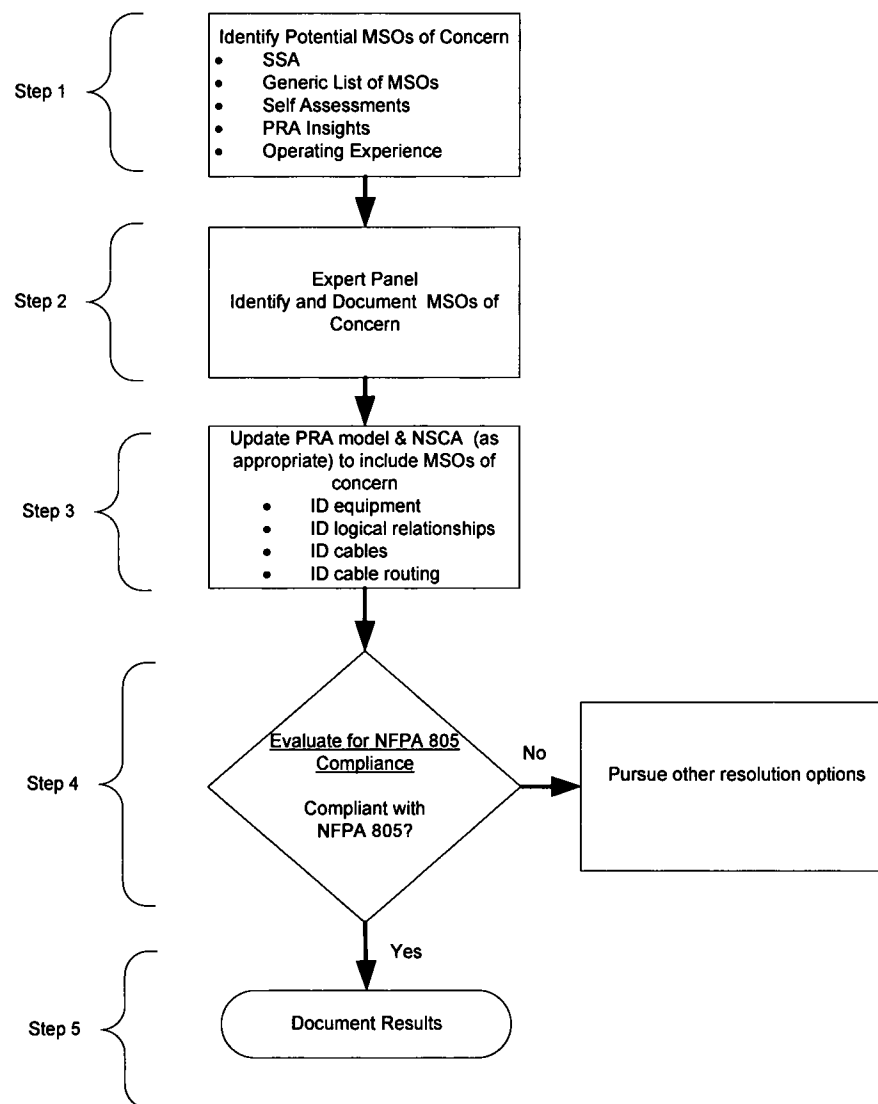 Step 1
Identify Potential MSOs of Concern
• SSA
• Generic List of MSOs
• Self Assessments
• PRA Insights
• Operating Experience
Step 2
Expert Panel
Identify and Document MSOs of
Concern
Step 3
Update PRA model & NSCA (as
appropriate) to include MSOs of
concern
• ID equipment
• ID logical relationships
• ID cables
• ID cable routing
Step 4
Evaluate for NFPA 805
Compliance
Compliant with
NFPA 805?
No
Pursue other resolution options
Yes
Step 5
Document Results